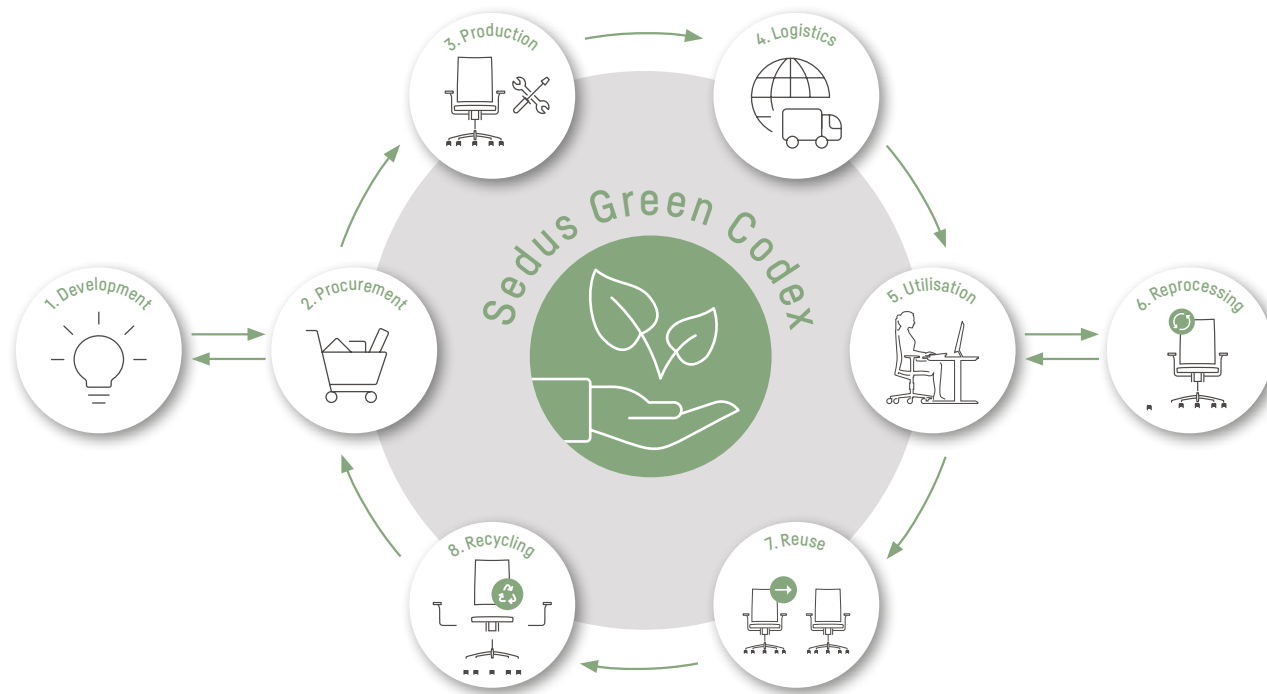 3. Production
4. Logistics
Sedus Green Codex
1. Development
2. Procurement
5. Utilisation
6. Reprocessing
8. Recycling
7. Reuse